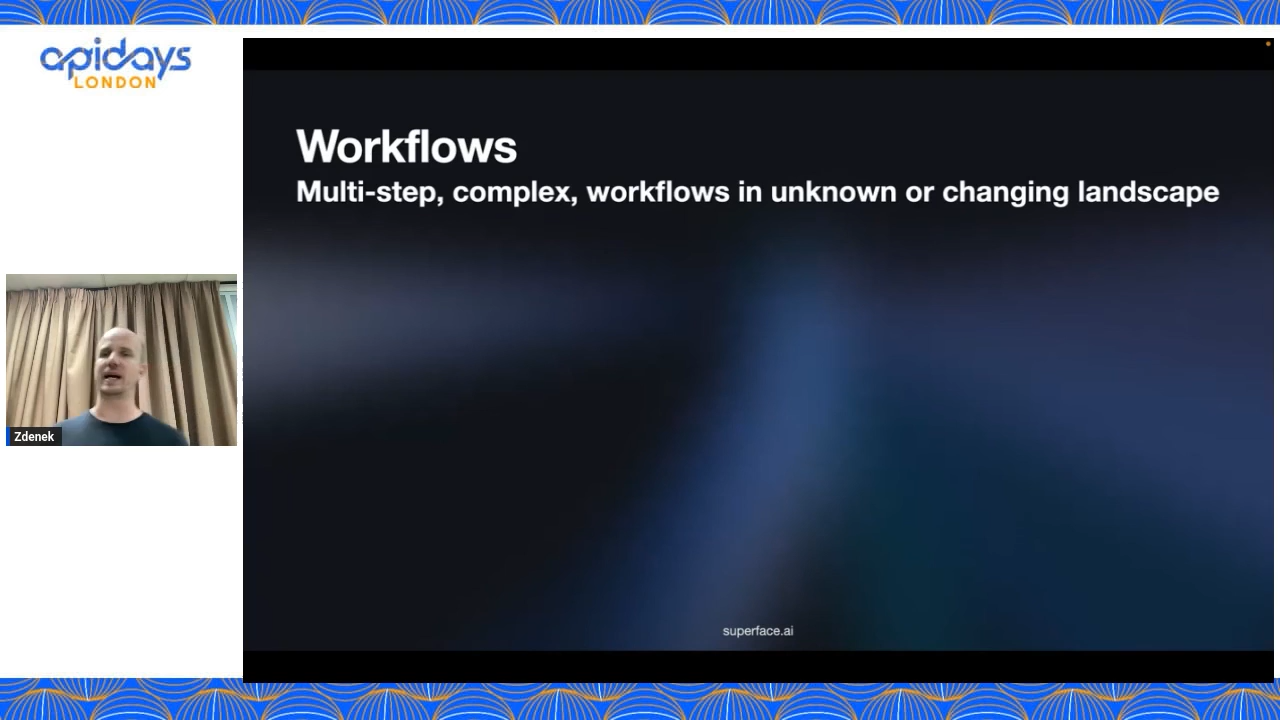 apidays
LONDON
Workflows
Multi-step, complex, workflows in unknown or changing landscape
Zdenek
superface.ai